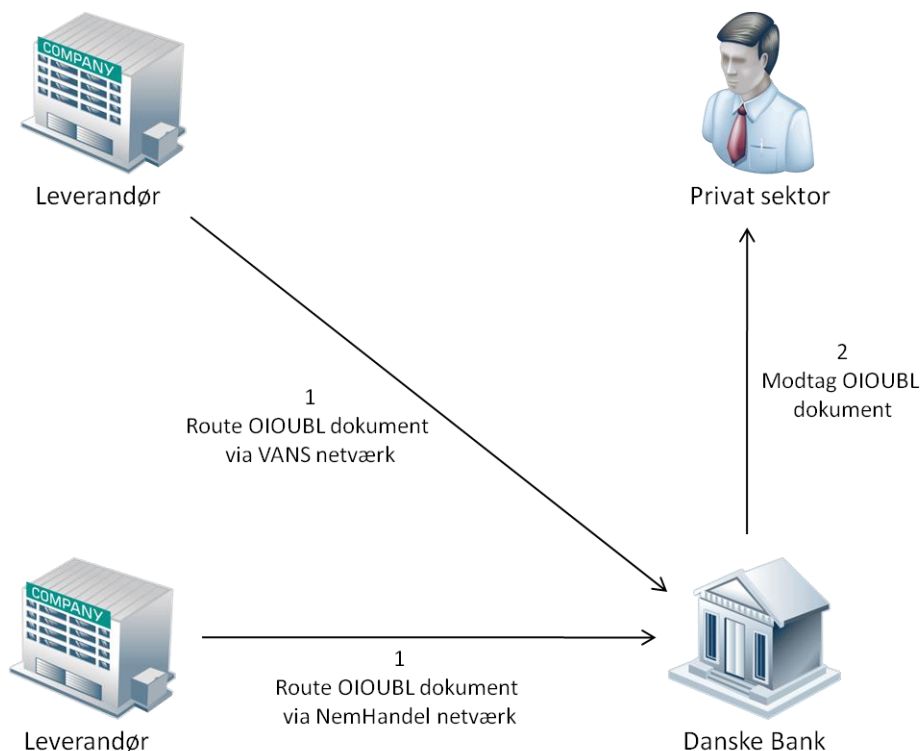 COMPANY
Leverandør
Privat sektor
1
Route OIOUBL dokument
via VANS netværk
2
Modtag OIOUBL
dokument
COMPANY
Leverandør
1
Route OIOUBL dokument
via NemHandel netværk
Danske Bank